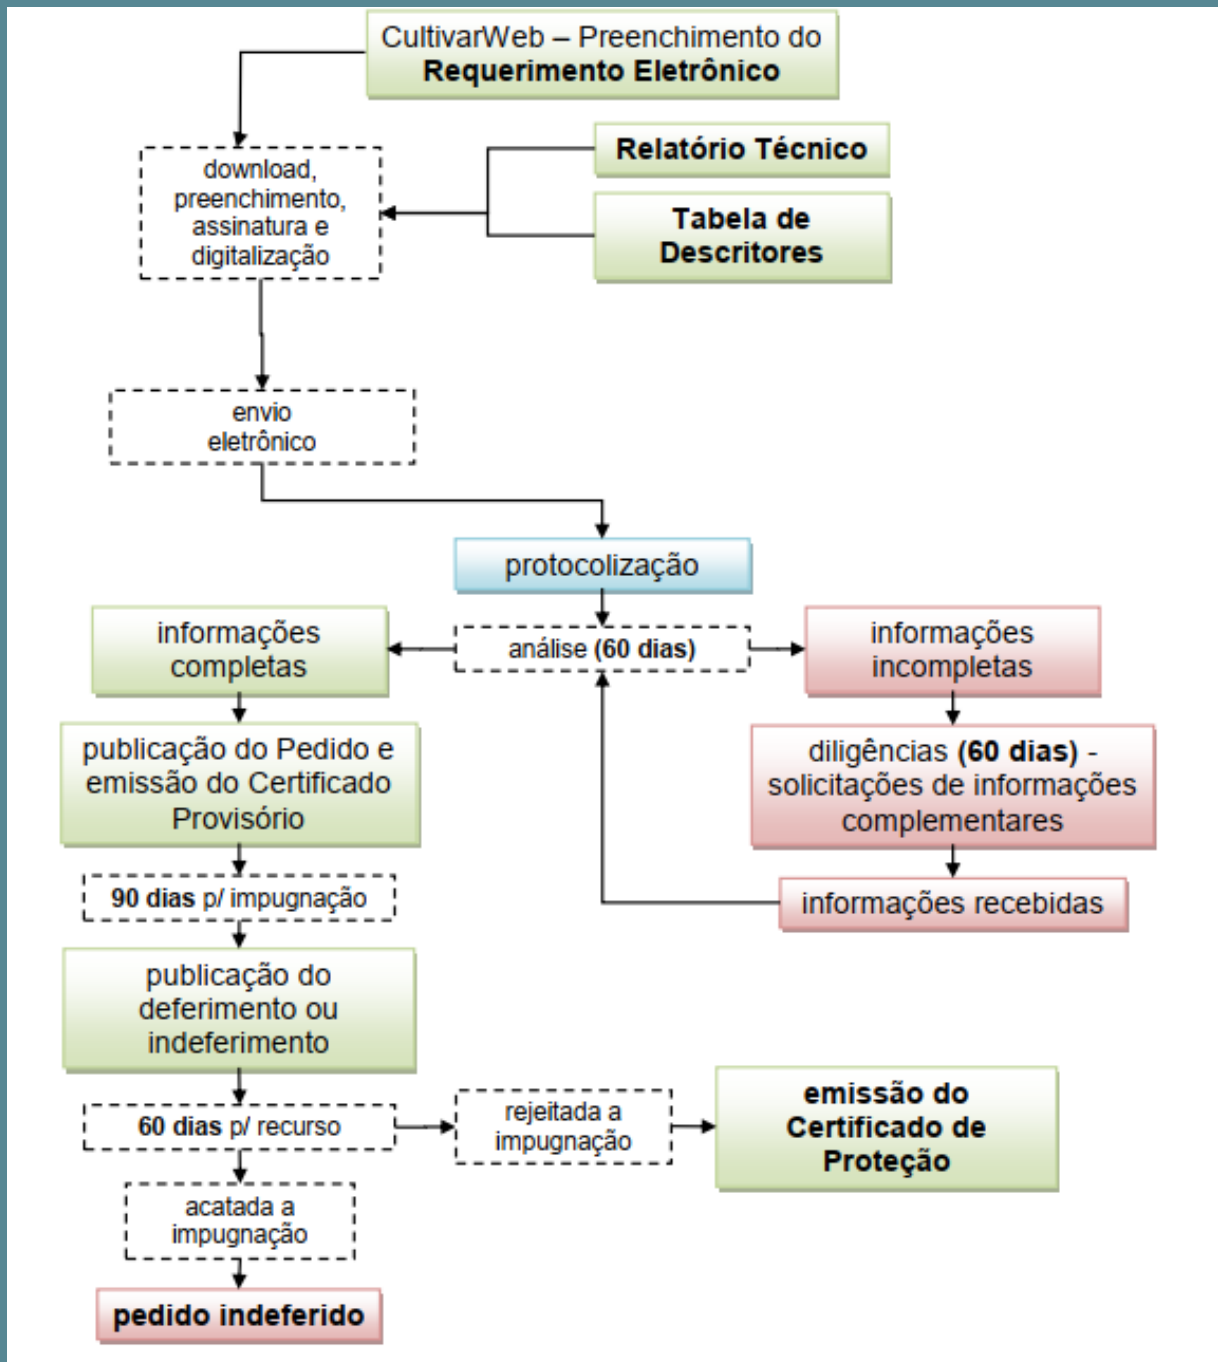 CultivarWeb – Preenchimento do
Requerimento Eletrônico
download,
preenchimento,
assinatura e
digitalização
Relatório Técnico
Tabela de
Descritores
envio
eletrônico
protocolização
análise (60 dias)
informações
completas
informações
incompletas
publicação do Pedido e
emissão do Certificado
Provisório
diligências (60 dias) -
solicitações de informações
complementares
90 dias p/ impugnação
informações recebidas
publicação do
deferimento ou
indeferimento
60 dias p/ recurso
rejeitada a
impugnação
emissão do
Certificado de
Proteção
acatada a
impugnação
pedido indeferido